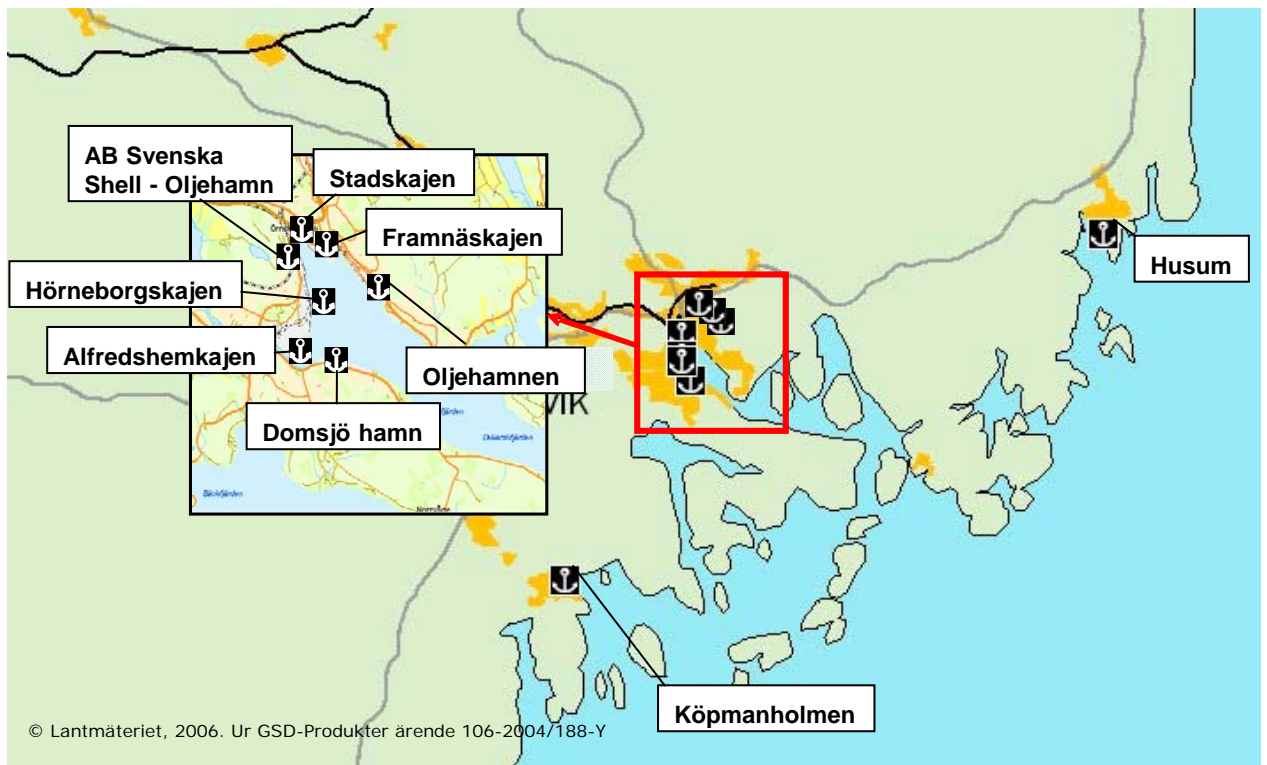 AB Svenska
Shell - Oljehamn
Stadskajen
Framnäskajen
Hörneborgskajen
Alfredshemkajen
Oljehamnen
Domsjö hamn
VIK
Husum
Köpmanholmen
© Lantmäteriet, 2006. Ur GSD-Produkter ärende 106-2004/188-Y